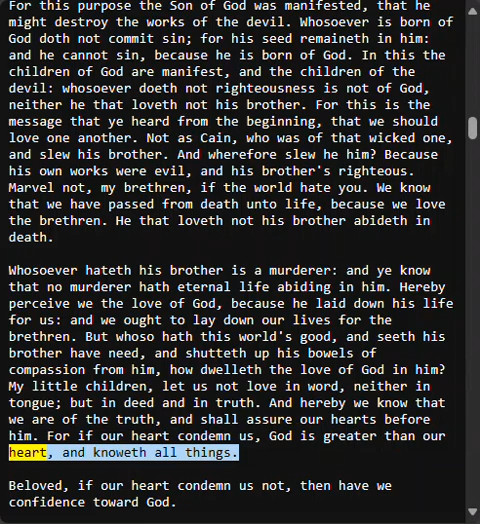 For this purpose the Son of God was manifested, that he
might destroy the works of the devil. Whosoever is born of
God doth not commit sin; for his seed remaineth in him:
and he cannot sin, because he is born of God. In this the
children of God are manifest, and the children of the
devil: whosoever doeth not righteousness is not of God,
neither he that loveth not his brother. For this is the
message that ye heard from the beginning, that we should
love one another. Not as Cain, who was of that wicked one,
and slew his brother. And wherefore slew he him? Because
his own works were evil, and his brother's righteous.
Marvel not, my brethren, if the world hate you. We know
that we have passed from death unto life, because we love
the brethren. He that loveth not his brother abideth in
death.

Whosoever hateth his brother is a murderer: and ye know
that no murderer hath eternal life abiding in him. Hereby
perceive we the love of God, because he laid down his life
for us: and we ought to lay down our lives for the
brethren. But whoso hath this world's good, and seeth his
brother have need, and shutteth up his bowels of
compassion from him, how dwelleth the love of God in him?
My little children, let us not love in word, neither in
tongue; but in deed and in truth. And hereby we know that
we are of the truth, and shall assure our hearts before
him. For if our heart condemn us, God is greater than our
heart, and knoweth all things.

Beloved, if our heart condemn us not, then have we
confidence toward God.